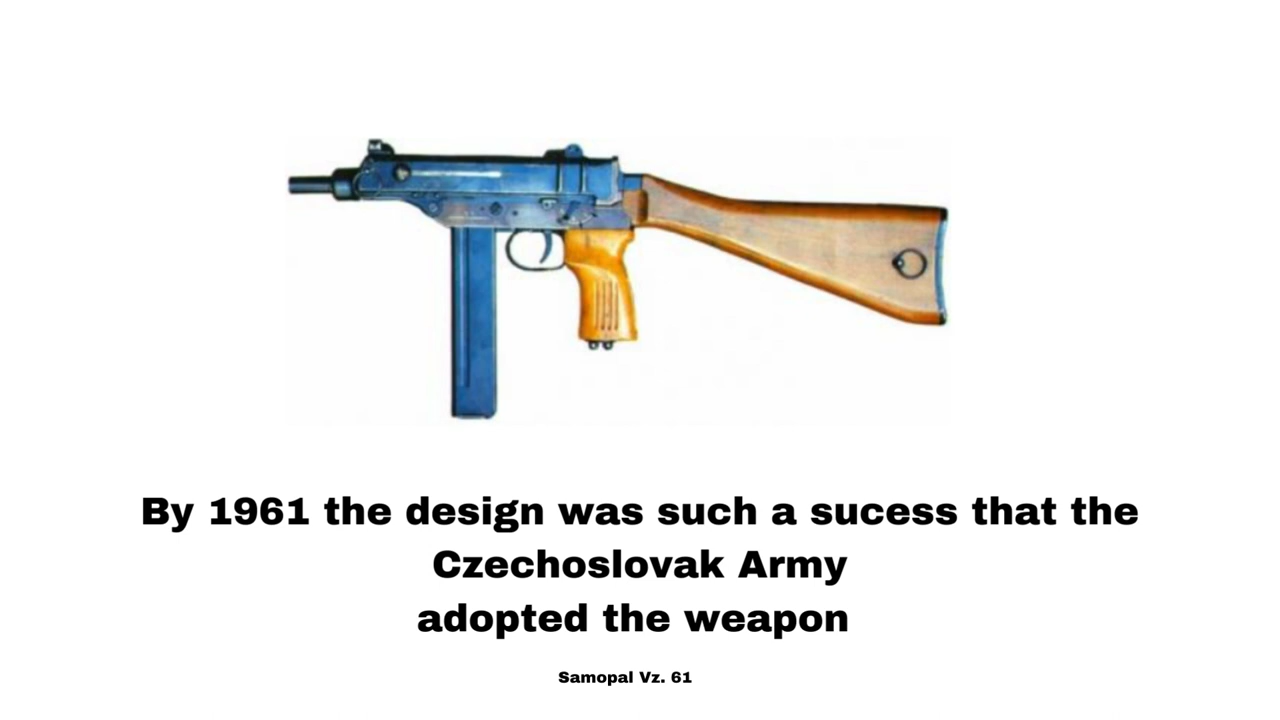 By 1961 the design was such a sucess that the
Czechoslovak Army
adopted the weapon
Samopal Vz. 61